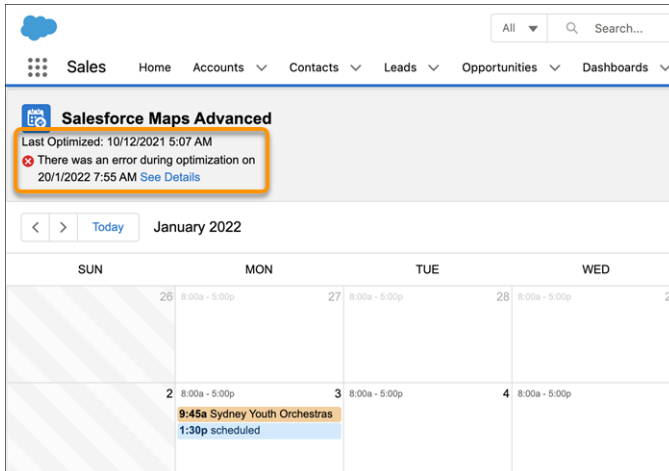 All
Search...
Sales
Home
Accounts
Contacts
Leads
Opportunities
Dashboards
Salesforce Maps Advanced
Last Optimized: 10/12/2021 5:07 AM
There was an error during optimization on
20/1/2022 7:55 AM See Details
Today
January 2022
SUN MON TUE WED
26 8:00a - 5:00p 27 8:00a - 5:00p 28 8:00a - 5:00p
2 8:00a - 5:00p 3 8:00a - 5:00p 4 8:00a - 5:00p
9:45a Sydney Youth Orchestras
1:30p scheduled